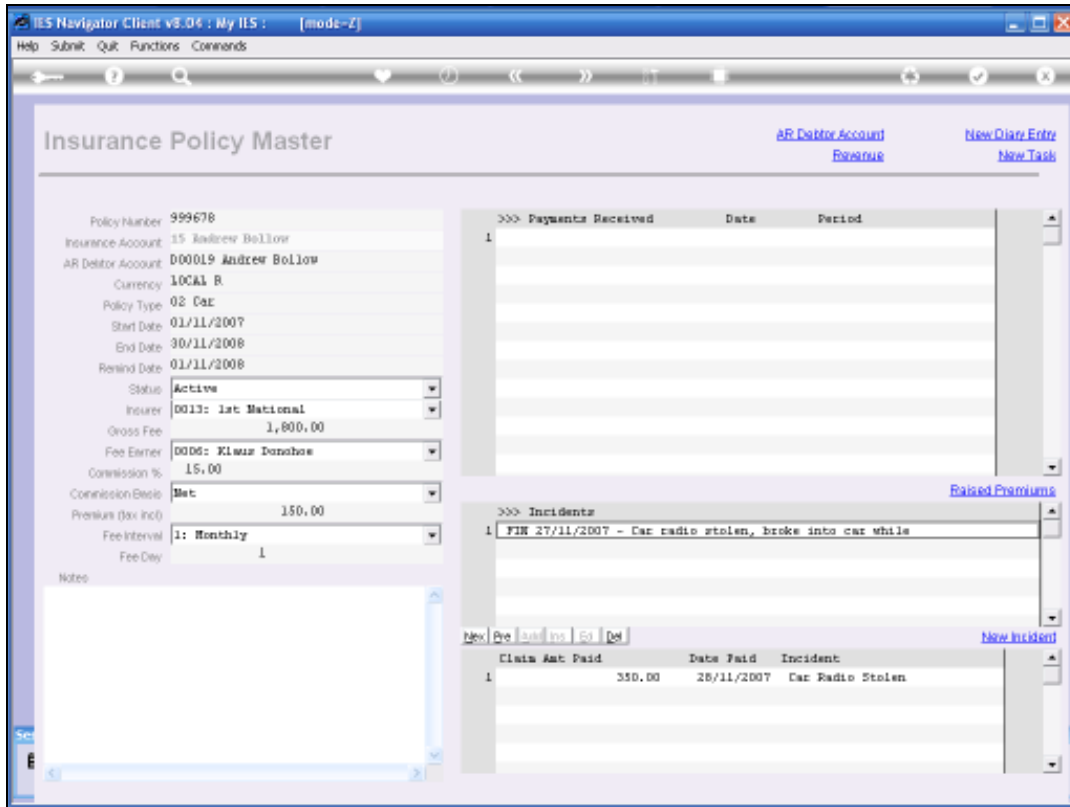 IES Navigator Client v8.04 : My IES : [mode-Z]
Help Submit Quit Functions Commands
Insurance Policy Master
AR Debtor Account
New Diary Entry
Revenue
New Task
Policy Number 999678
Insurance Account 15 Andrew Bollow
AR Debtor Account D00019 Andrew Bollow
Currency LOCAL R
Policy Type 02 Car
Start Date 01/11/2007
End Date 30/11/2008
Remind Date 01/11/2008
Status Active
Insurer 0013: 1st National
Gross Fee 1,800.00
Fee Earner 0006: Klaus Donohoe
Commission % 15.00
Commission Basis Net
Premium (tax incl) 150.00
Fee Interval 1: Monthly
Fee Day 1
Notes
>>> Payments Received Date Period
1
Raised Premiums
>>> Incidents
1 FIN 27/11/2007 - Car radio stolen, broke into car while
Nex Pre Add Ins Ed Del
New Incident
Claim Amt Paid Date Paid Incident
1 350.00 28/11/2007 Car Radio Stolen